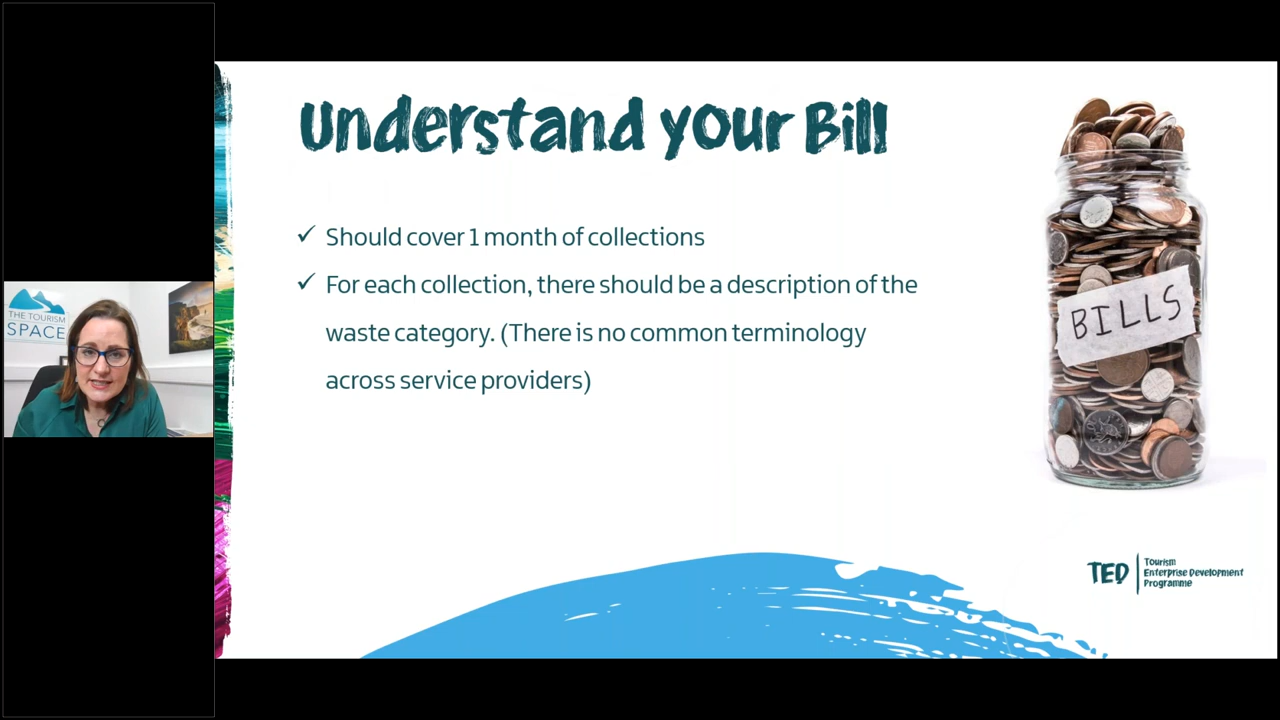 THE TOURISM
SPACE
Understand your Bill
✓ Should cover 1 month of collections
✓ For each collection, there should be a description of the
waste category. (There is no common terminology
across service providers)
BILLS
TED
Tourism
Enterprise Development
Programme